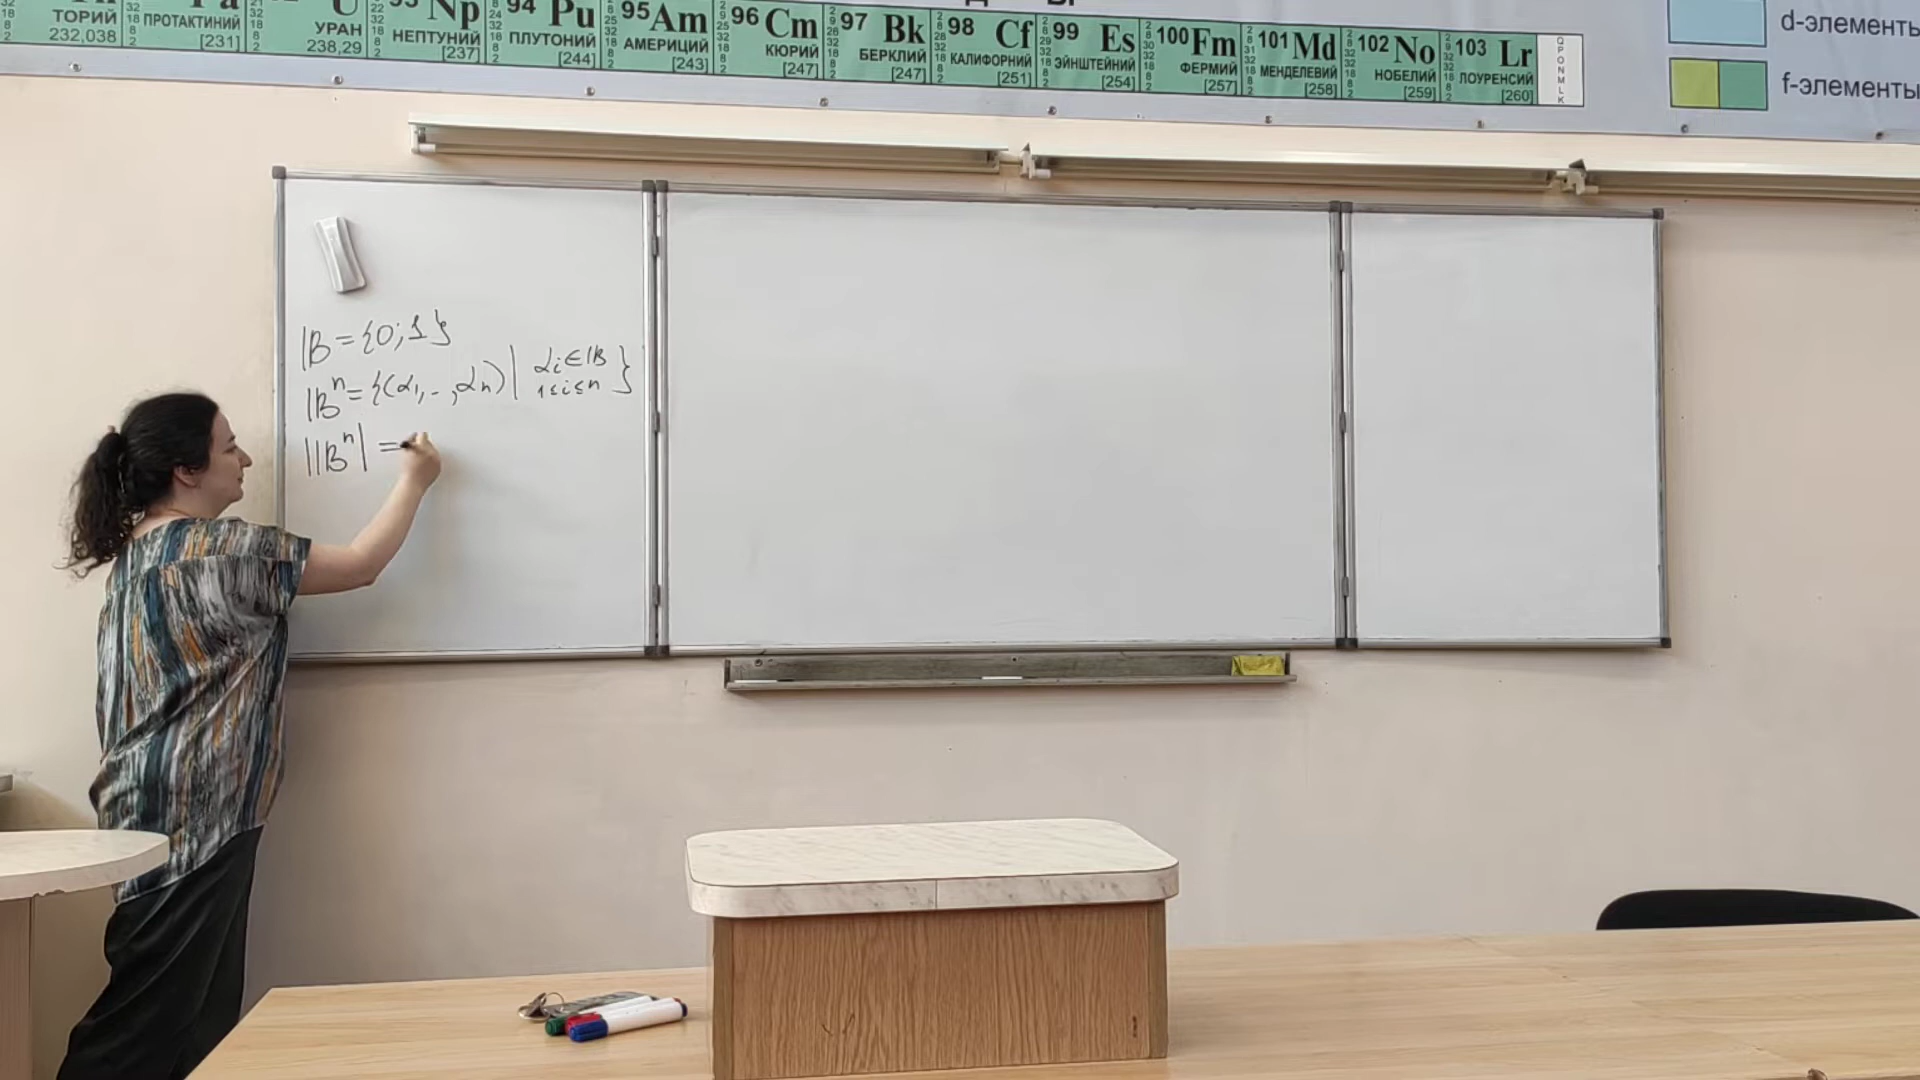 ТОРИЙ 232,038
ПРОТАКТИНИЙ [231]
U УРАН 238,29
93 Np НЕПТУНИЙ [237]
94 Pu ПЛУТОНИЙ [244]
95 Am АМЕРИЦИЙ [243]
96 Cm КЮРИЙ [247]
97 Bk БЕРКЛИЙ [247]
98 Cf КАЛИФОРНИЙ [251]
99 Es ЭЙНШТЕЙНИЙ [254]
100 Fm ФЕРМИЙ [257]
101 Md МЕНДЕЛЕВИЙ [258]
102 No НОБЕЛИЙ [259]
103 Lr ЛОУРЕНСИЙ [260]
Q P O N M L K
d-элементы
f-элементы
𝔹 = {0; 1}
𝔹ⁿ = {(α₁, .. , αₙ) | αᵢ ∈ 𝔹 1≤i≤n }
|𝔹ⁿ| =